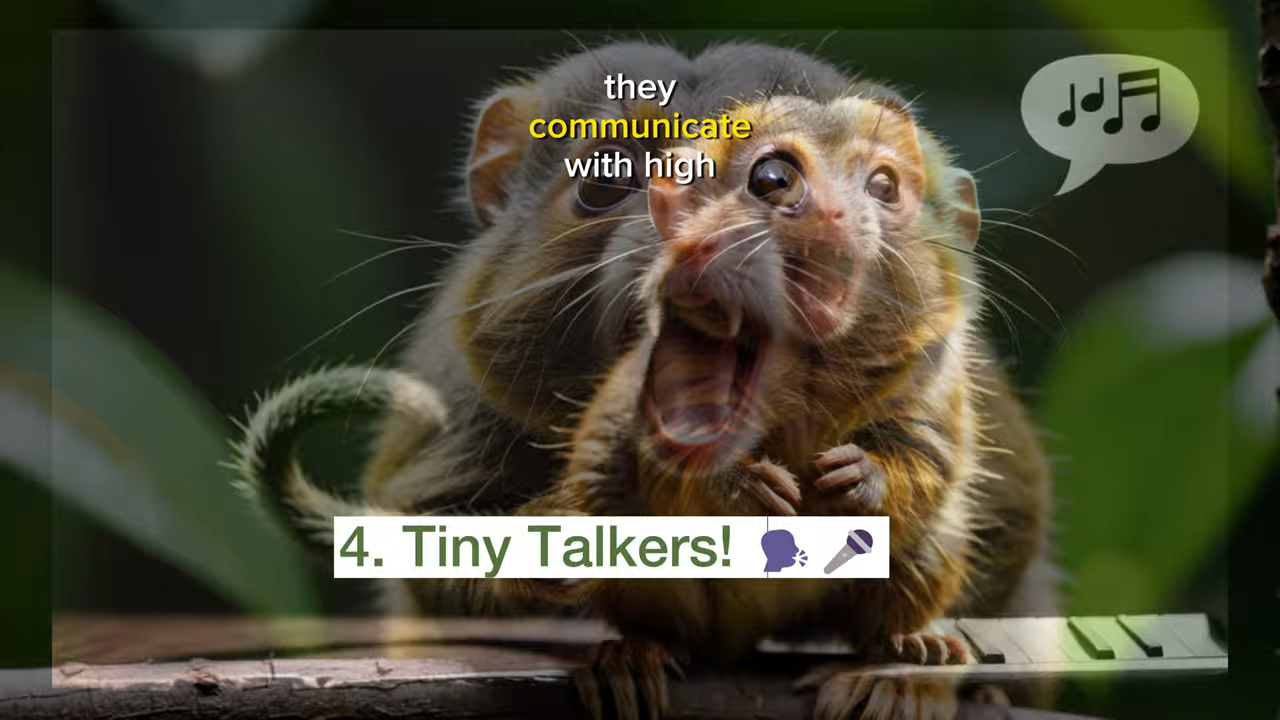 they
communicate
with high
4. Tiny Talkers! 🗣️ 🎤